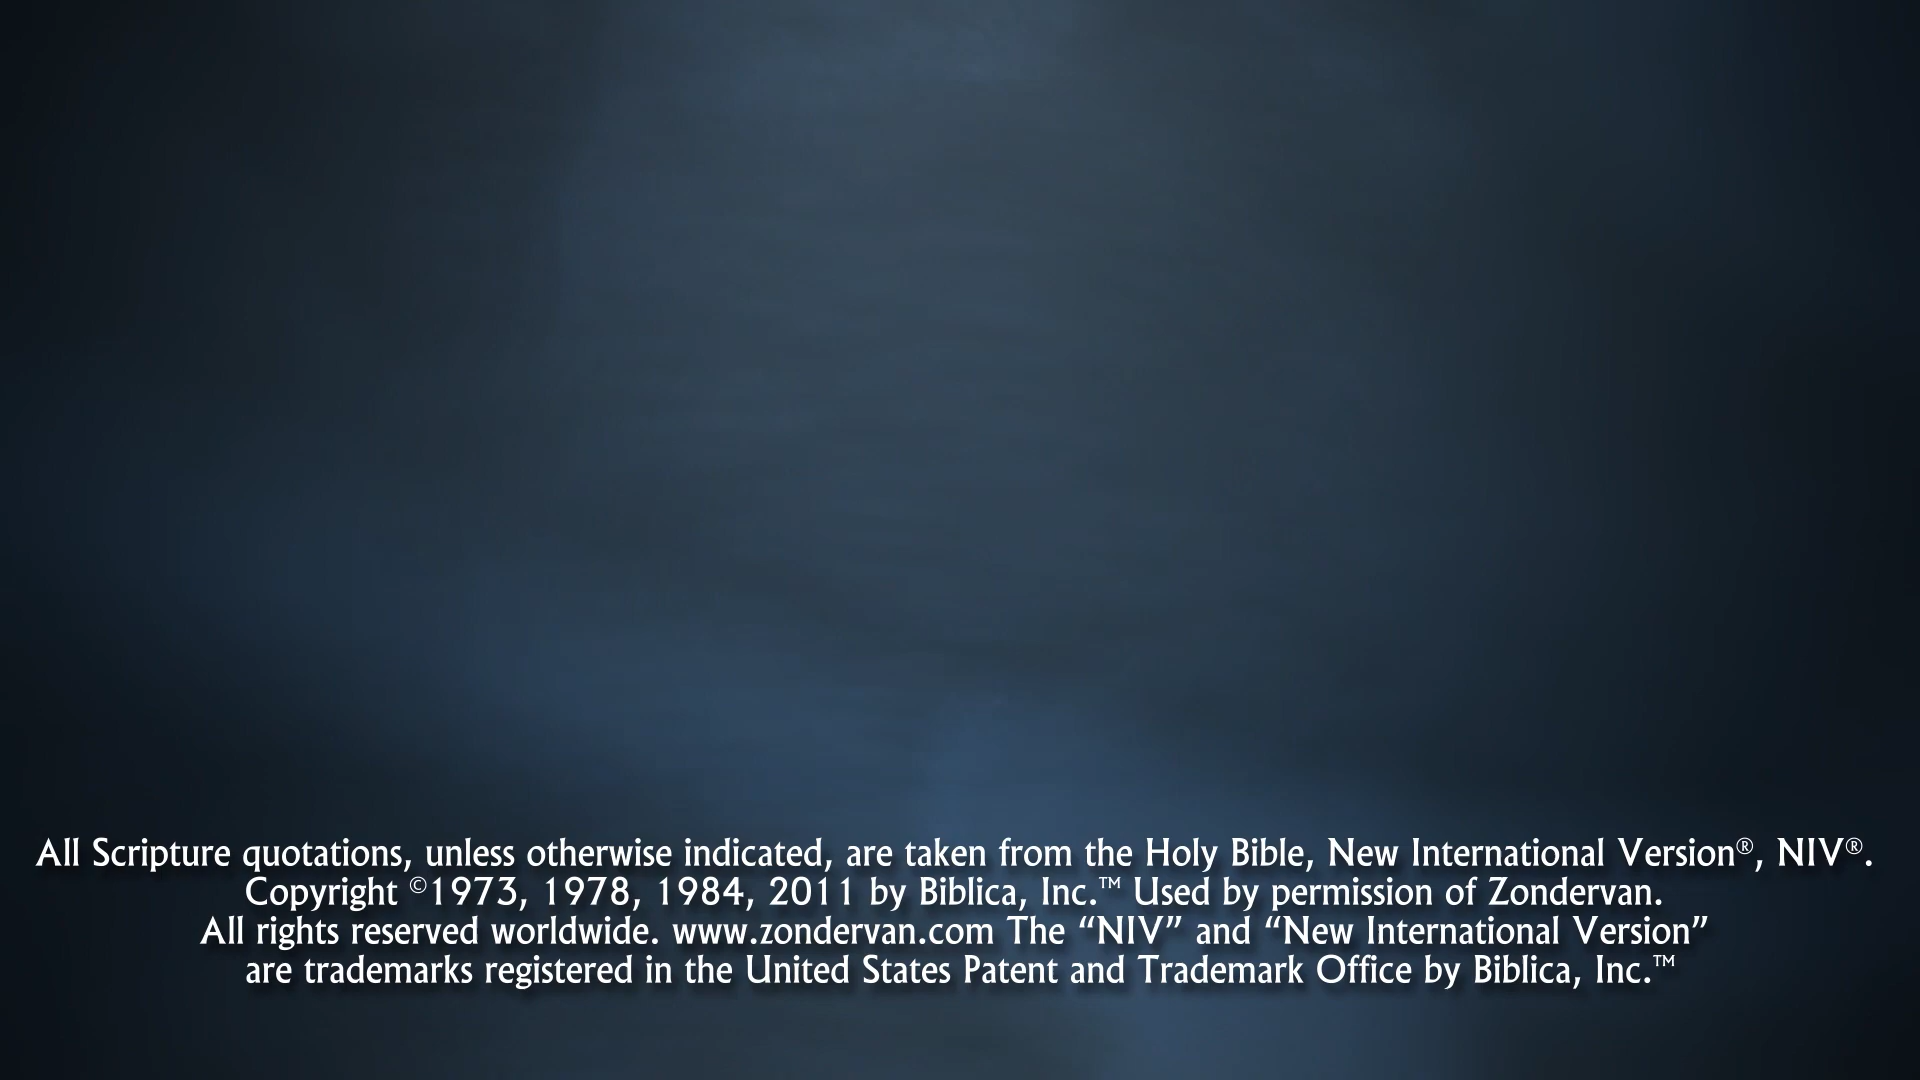 All Scripture quotations, unless otherwise indicated, are taken from the Holy Bible, New International Version®, NIV®.
Copyright ©1973, 1978, 1984, 2011 by Biblica, Inc.™ Used by permission of Zondervan.
All rights reserved worldwide. www.zondervan.com The “NIV” and “New International Version”
are trademarks registered in the United States Patent and Trademark Office by Biblica, Inc.™